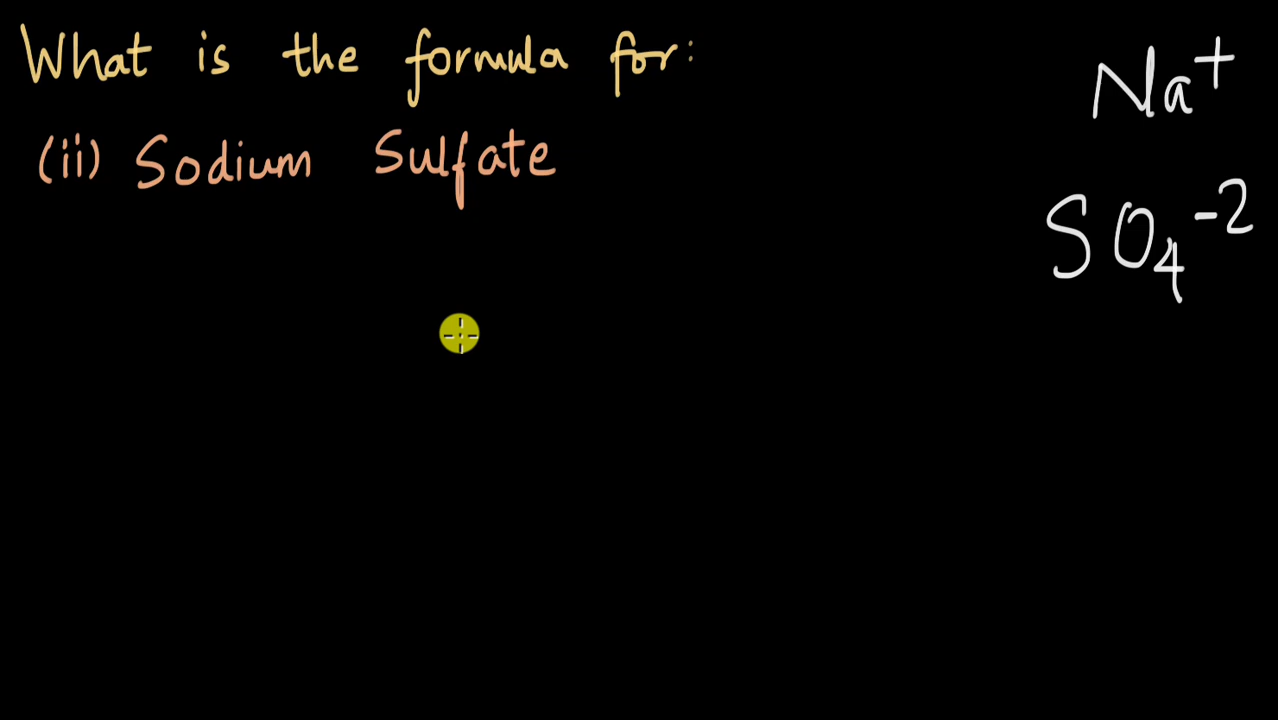 What is the formula for:
(ii) Sodium Sulfate
Na⁺
SO₄⁻²